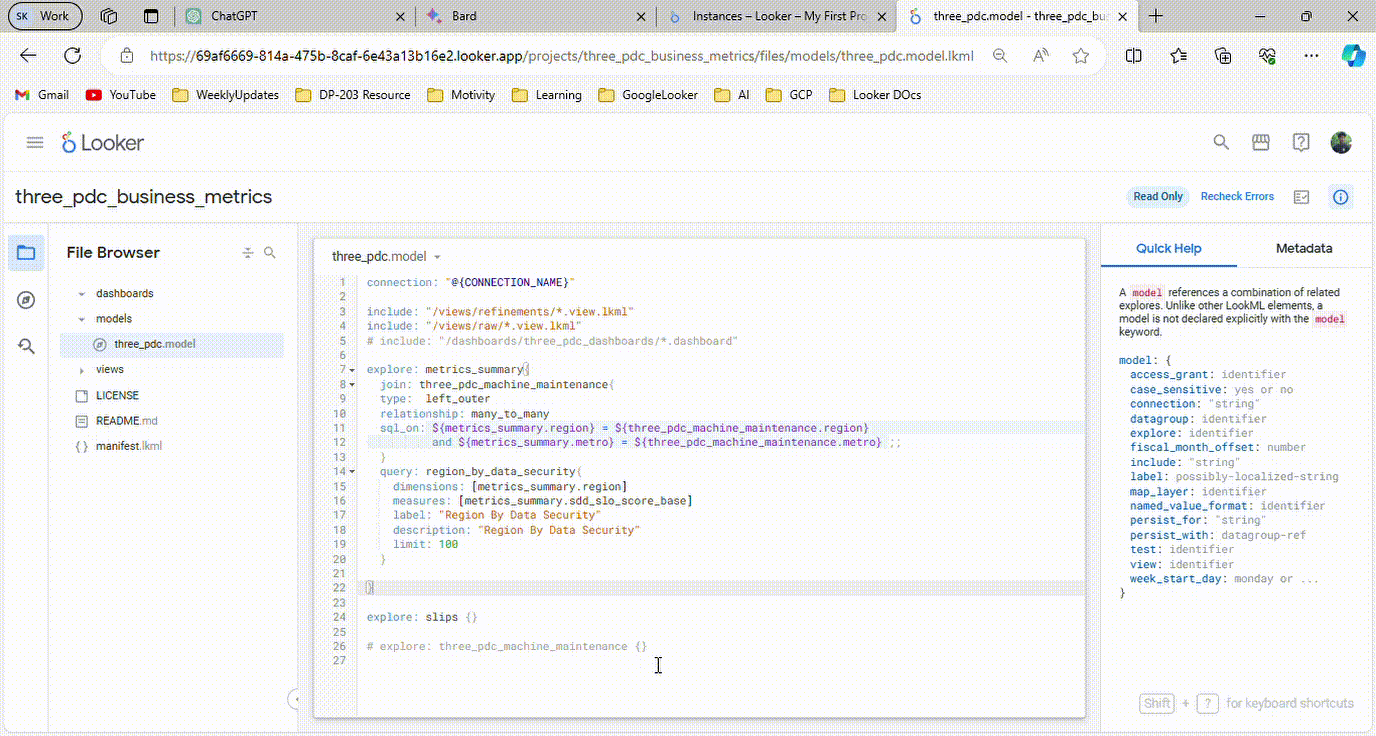 SK Work
ChatGPT
Bard
Instances – Looker – My First Pro
three_pdc.model - three_pdc_bus
https://69af6669-814a-475b-8caf-6e43a13b16e2.looker.app/projects/three_pdc_business_metrics/files/models/three_pdc.model.lkml
Gmail
YouTube
WeeklyUpdates
DP-203 Resource
Motivity
Learning
GoogleLooker
AI
GCP
Looker DOcs
Looker
three_pdc_business_metrics
Read Only
Recheck Errors
File Browser
dashboards
models
three_pdc.model
views
LICENSE
README.md
manifest.lkml
three_pdc.model
1 connection: "@{CONNECTION_NAME}"
2
3 include: "/views/refinements/*.view.lkml"
4 include: "/views/raw/*.view.lkml"
5 # include: "/dashboards/three_pdc_dashboards/*.dashboard"
6
7 explore: metrics_summary{
8 join: three_pdc_machine_maintenance{
9 type: left_outer
10 relationship: many_to_many
11 sql_on: ${metrics_summary.region} = ${three_pdc_machine_maintenance.region}
12 and ${metrics_summary.metro} = ${three_pdc_machine_maintenance.metro} ;;
13 }
14 query: region_by_data_security{
15 dimensions: [metrics_summary.region]
16 measures: [metrics_summary.sdd_slo_score_base]
17 label: "Region By Data Security"
18 description: "Region By Data Security"
19 limit: 100
20 }
21
22 }
23
24 explore: slips {}
25
26 # explore: three_pdc_machine_maintenance {}
27
Quick Help
Metadata
A model references a combination of related
explores. Unlike other LookML elements, a
model is not declared explicitly with the model
keyword.
model: {
access_grant: identifier
case_sensitive: yes or no
connection: "string"
datagroup: identifier
explore: identifier
fiscal_month_offset: number
include: "string"
label: possibly-localized-string
map_layer: identifier
named_value_format: identifier
persist_for: "string"
persist_with: datagroup-ref
test: identifier
view: identifier
week_start_day: monday or ...
}
Shift + ? for keyboard shortcuts